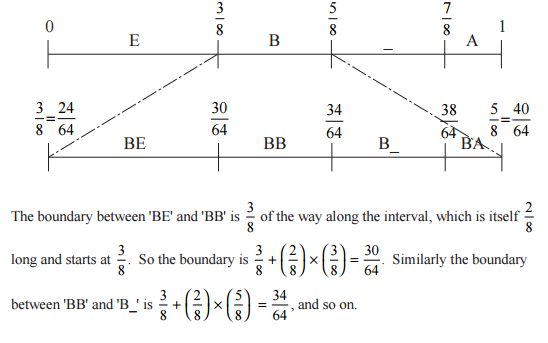 0 3/8 5/8 7/8 1
E B _ A
3/8=24/64 30/64 34/64 38/64 5/8=40/64
BE BB B_ BA
The boundary between 'BE' and 'BB' is 3/8 of the way along the interval, which is itself 2/8
long and starts at 3/8. So the boundary is 3/8+(2/8)×(3/8)=30/64. Similarly the boundary
between 'BB' and 'B_' is 3/8+(2/8)×(5/8)=34/64, and so on.